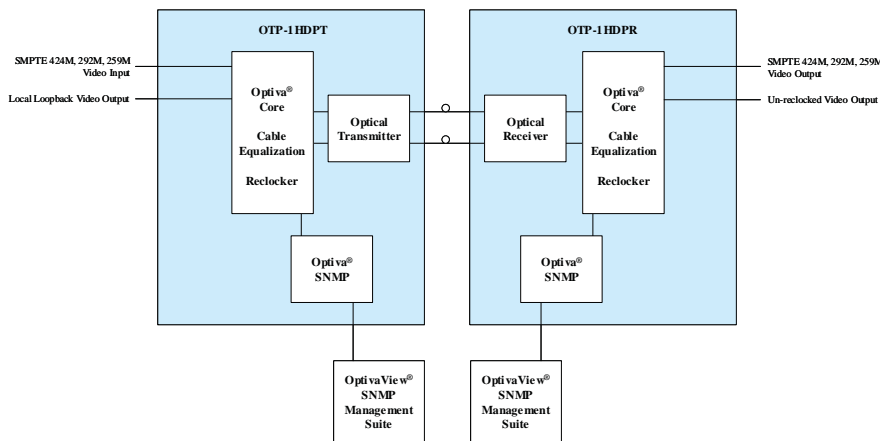 OTP-1HDPT
OTP-1HDPR
SMPTE 424M, 292M, 259M
Video Input
Local Loopback Video Output
Optiva®
Core
Cable
Equalization
Reclocker
Optical
Transmitter
Optical
Receiver
Optiva®
Core
Cable
Equalization
Reclocker
SMPTE 424M, 292M, 259M
Video Output
Un-reclocked Video Output
Optiva®
SNMP
Optiva®
SNMP
OptivaView®
SNMP
Management
Suite
OptivaView®
SNMP
Management
Suite